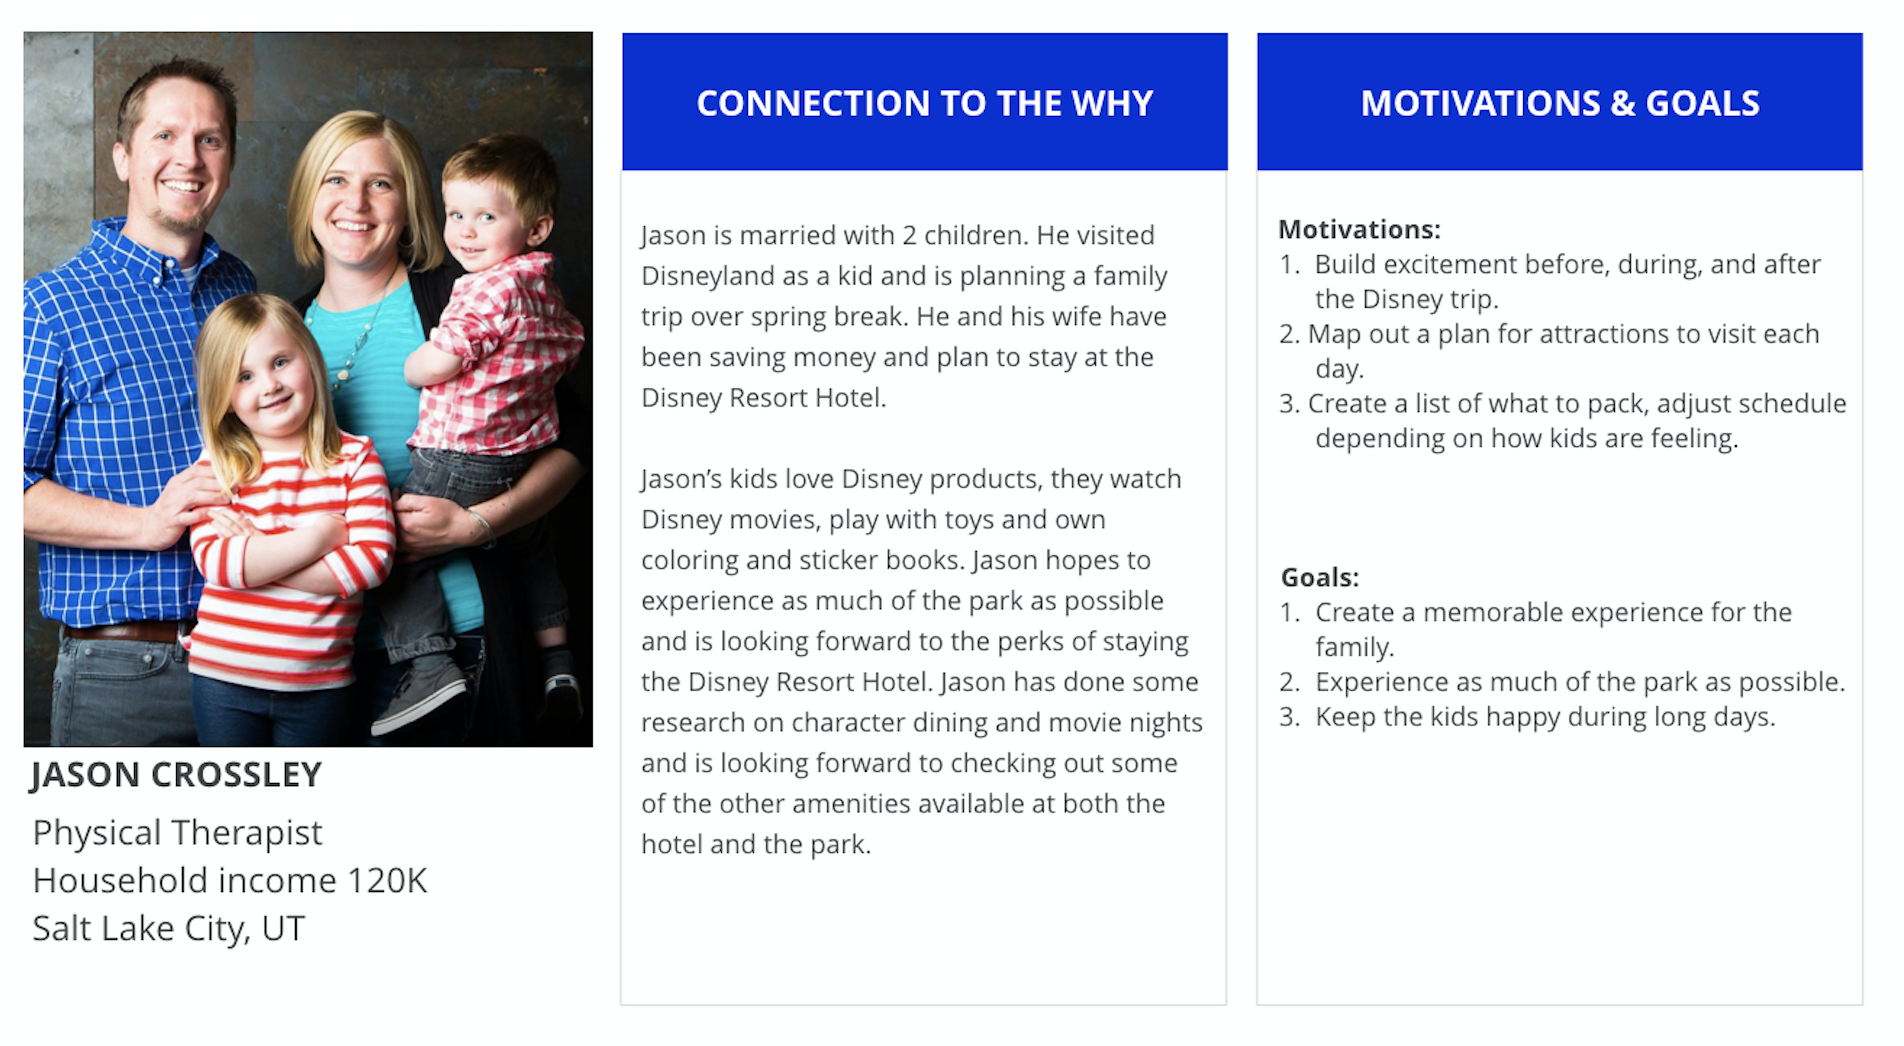 JASON CROSSLEY
Physical Therapist
Household income 120K
Salt Lake City, UT
CONNECTION TO THE WHY
Jason is married with 2 children. He visited
Disneyland as a kid and is planning a family
trip over spring break. He and his wife have
been saving money and plan to stay at the
Disney Resort Hotel.
Jason’s kids love Disney products, they watch
Disney movies, play with toys and own
coloring and sticker books. Jason hopes to
experience as much of the park as possible
and is looking forward to the perks of staying
the Disney Resort Hotel. Jason has done some
research on character dining and movie nights
and is looking forward to checking out some
of the other amenities available at both the
hotel and the park.
MOTIVATIONS & GOALS
Motivations:
1. Build excitement before, during, and after
the Disney trip.
2. Map out a plan for attractions to visit each
day.
3. Create a list of what to pack, adjust schedule
depending on how kids are feeling.
Goals:
1. Create a memorable experience for the
family.
2. Experience as much of the park as possible.
3. Keep the kids happy during long days.